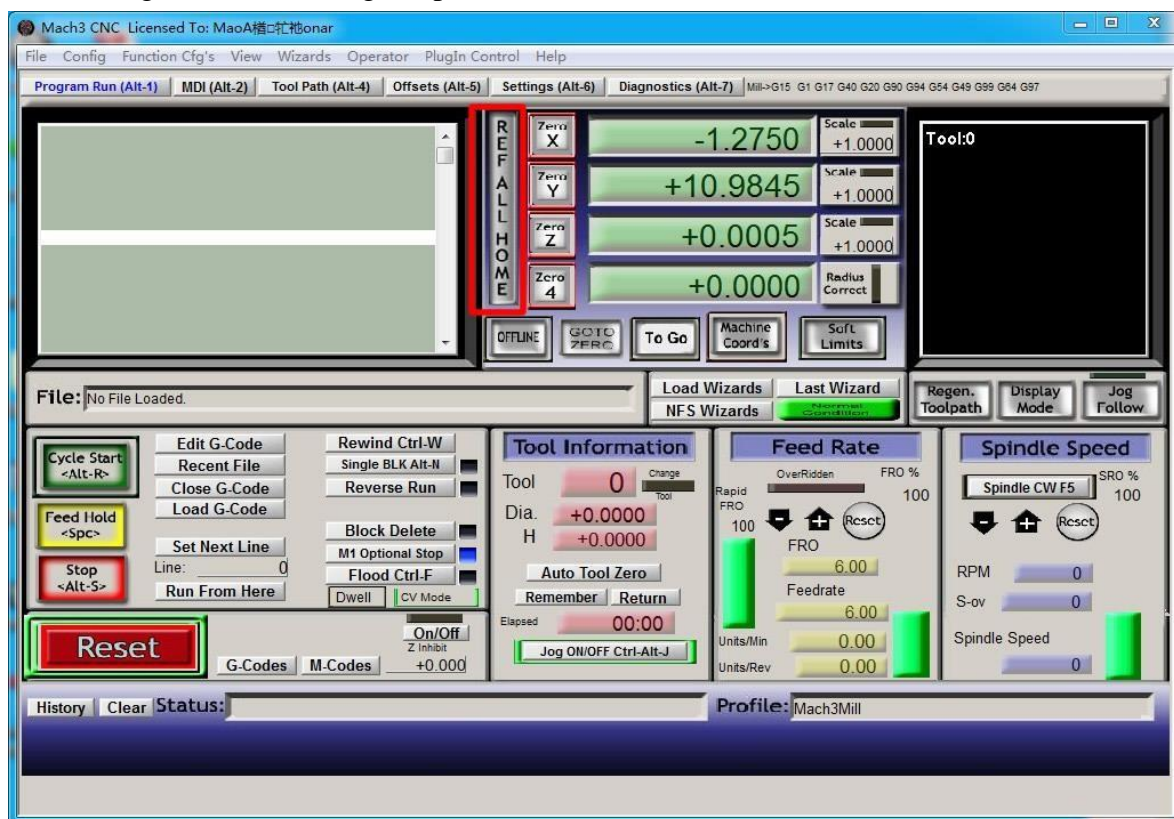 Mach3 CNC Licensed To: MaoA楢□牤祂onar
File Config Function Cfg's View Wizards Operator PlugIn Control Help
Program Run (Alt-1) MDI (Alt-2) Tool Path (Alt-4) Offsets (Alt-5) Settings (Alt-6) Diagnostics (Alt-7) Mill->G15 G1 G17 G40 G20 G90 G94 G54 G49 G99 G64 G97
REF ALL HOME
Zero X -1.2750 Scale +1.0000
Zero Y +10.9845 Scale +1.0000
Zero Z +0.0005 Scale +1.0000
Zero 4 +0.0000 Radius Correct
OFFLINE GOTO ZERO To Go Machine Coord's Soft Limits
Tool:0
File: No File Loaded.
Load Wizards Last Wizard
NFS Wizards Normal Condition
Regen. Toolpath Display Mode Jog Follow
Cycle Start <Alt-R>
Feed Hold <Spc>
Stop <Alt-S>
Edit G-Code
Recent File
Close G-Code
Load G-Code
Set Next Line
Line: 0
Run From Here
Rewind Ctrl-W
Single BLK Alt-N
Reverse Run
Block Delete
M1 Optional Stop
Flood Ctrl-F
Dwell CV Mode
Reset
G-Codes M-Codes
On/Off
Z Inhibit
+0.000
Tool Information
Tool 0 Change Tool
Dia. +0.0000
H +0.0000
Auto Tool Zero
Remember Return
Elapsed 00:00
Jog ON/OFF Ctrl-Alt-J
Feed Rate
OverRidden FRO %
100
Rapid FRO
100
Reset
FRO
6.00
Feedrate
6.00
Units/Min 0.00
Units/Rev 0.00
Spindle Speed
Spindle CW F5 SRO %
100
Reset
RPM 0
S-ov 0
Spindle Speed
0
History Clear Status:
Profile: Mach3Mill